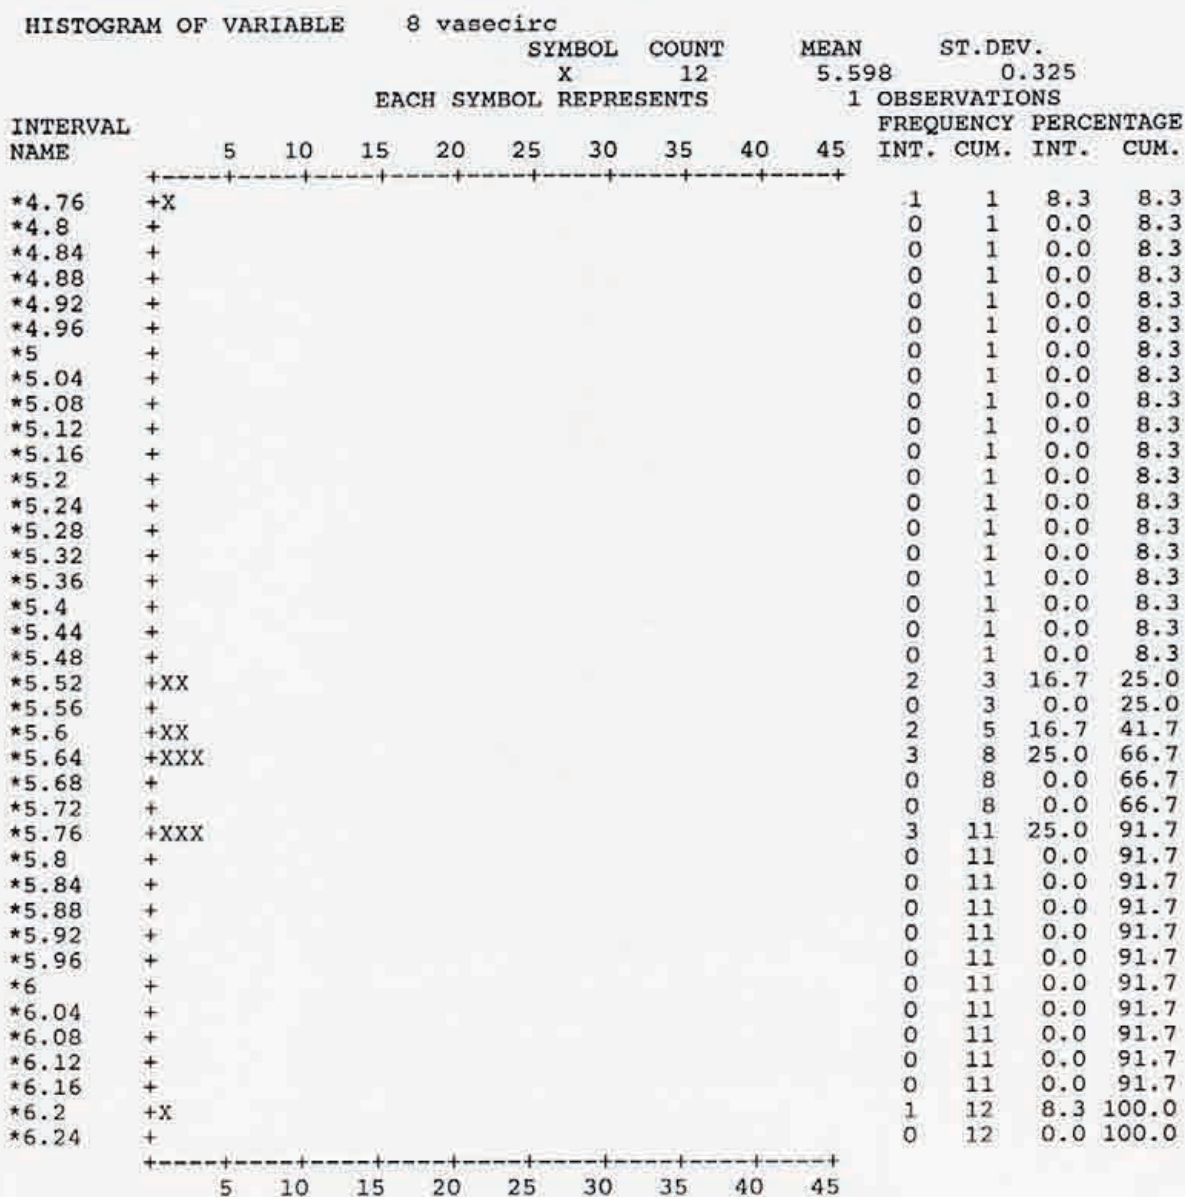 HISTOGRAM OF VARIABLE 8 vasecirc
SYMBOL COUNT MEAN ST.DEV.
X 12 5.598 0.325
EACH SYMBOL REPRESENTS 1 OBSERVATIONS
INTERVAL FREQUENCY PERCENTAGE
NAME 5 10 15 20 25 30 35 40 45 INT. CUM. INT. CUM.
+----+----+----+----+----+----+----+----+----+
*4.76 +X 1 1 8.3 8.3
*4.8 + 0 1 0.0 8.3
*4.84 + 0 1 0.0 8.3
*4.88 + 0 1 0.0 8.3
*4.92 + 0 1 0.0 8.3
*4.96 + 0 1 0.0 8.3
*5 + 0 1 0.0 8.3
*5.04 + 0 1 0.0 8.3
*5.08 + 0 1 0.0 8.3
*5.12 + 0 1 0.0 8.3
*5.16 + 0 1 0.0 8.3
*5.2 + 0 1 0.0 8.3
*5.24 + 0 1 0.0 8.3
*5.28 + 0 1 0.0 8.3
*5.32 + 0 1 0.0 8.3
*5.36 + 0 1 0.0 8.3
*5.4 + 0 1 0.0 8.3
*5.44 + 0 1 0.0 8.3
*5.48 + 0 1 0.0 8.3
*5.52 +XX 2 3 16.7 25.0
*5.56 + 0 3 0.0 25.0
*5.6 +XX 2 5 16.7 41.7
*5.64 +XXX 3 8 25.0 66.7
*5.68 + 0 8 0.0 66.7
*5.72 + 0 8 0.0 66.7
*5.76 +XXX 3 11 25.0 91.7
*5.8 + 0 11 0.0 91.7
*5.84 + 0 11 0.0 91.7
*5.88 + 0 11 0.0 91.7
*5.92 + 0 11 0.0 91.7
*5.96 + 0 11 0.0 91.7
*6 + 0 11 0.0 91.7
*6.04 + 0 11 0.0 91.7
*6.08 + 0 11 0.0 91.7
*6.12 + 0 11 0.0 91.7
*6.16 + 0 11 0.0 91.7
*6.2 +X 1 12 8.3 100.0
*6.24 + 0 12 0.0 100.0
+----+----+----+----+----+----+----+----+----+
5 10 15 20 25 30 35 40 45